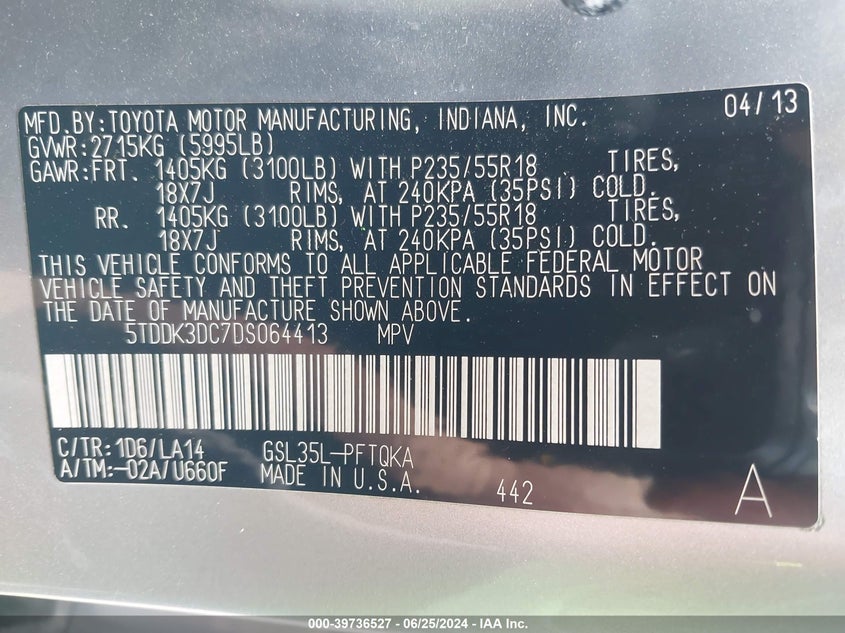 MFD.BY:TOYOTA MOTOR MANUFACTURING, INDIANA, INC. 04/13
GVWR:2715KG (5995LB)
GAWR:FRT. 1405KG (3100LB) WITH P235/55R18 TIRES,
18X7J RIMS, AT 240KPA (35PSI) COLD.
RR. 1405KG (3100LB) WITH P235/55R18 TIRES,
18X7J RIMS, AT 240KPA (35PSI) COLD.
THIS VEHICLE CONFORMS TO ALL APPLICABLE FEDERAL MOTOR
VEHICLE SAFETY AND THEFT PREVENTION STANDARDS IN EFFECT ON
THE DATE OF MANUFACTURE SHOWN ABOVE.
5TDDK3DC7DS064413 MPV
C/TR:1D6/LA14 GSL35L-PFTQKA
A/TM:-02A/U660F MADE IN U.S.A. 442 A
000-39736527 - 06/25/2024 - IAA Inc.